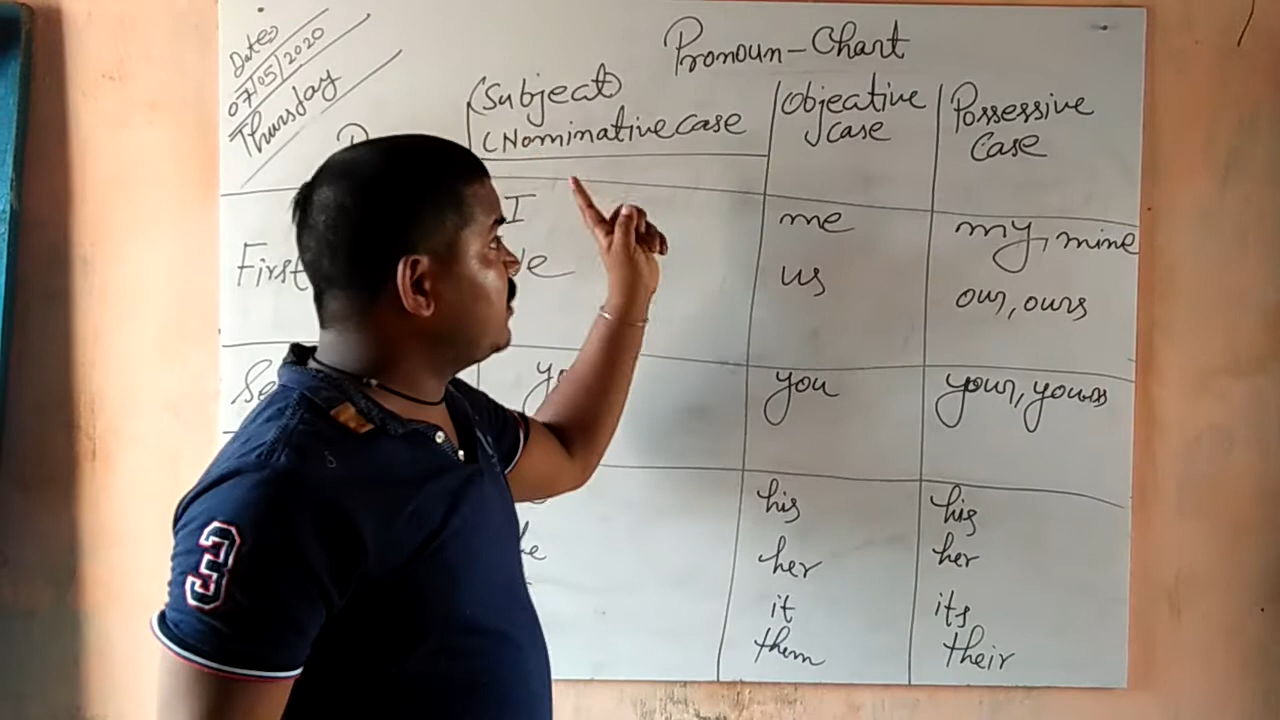 Date:
07/05/2020
Thursday
Pronoun-Chart
(Subject)
(Nominative case
Objective case
Possessive Case
First
I
me
my, mine
us
our, ours
you
your, yours
his
his
her
her
it
its
them
their
3